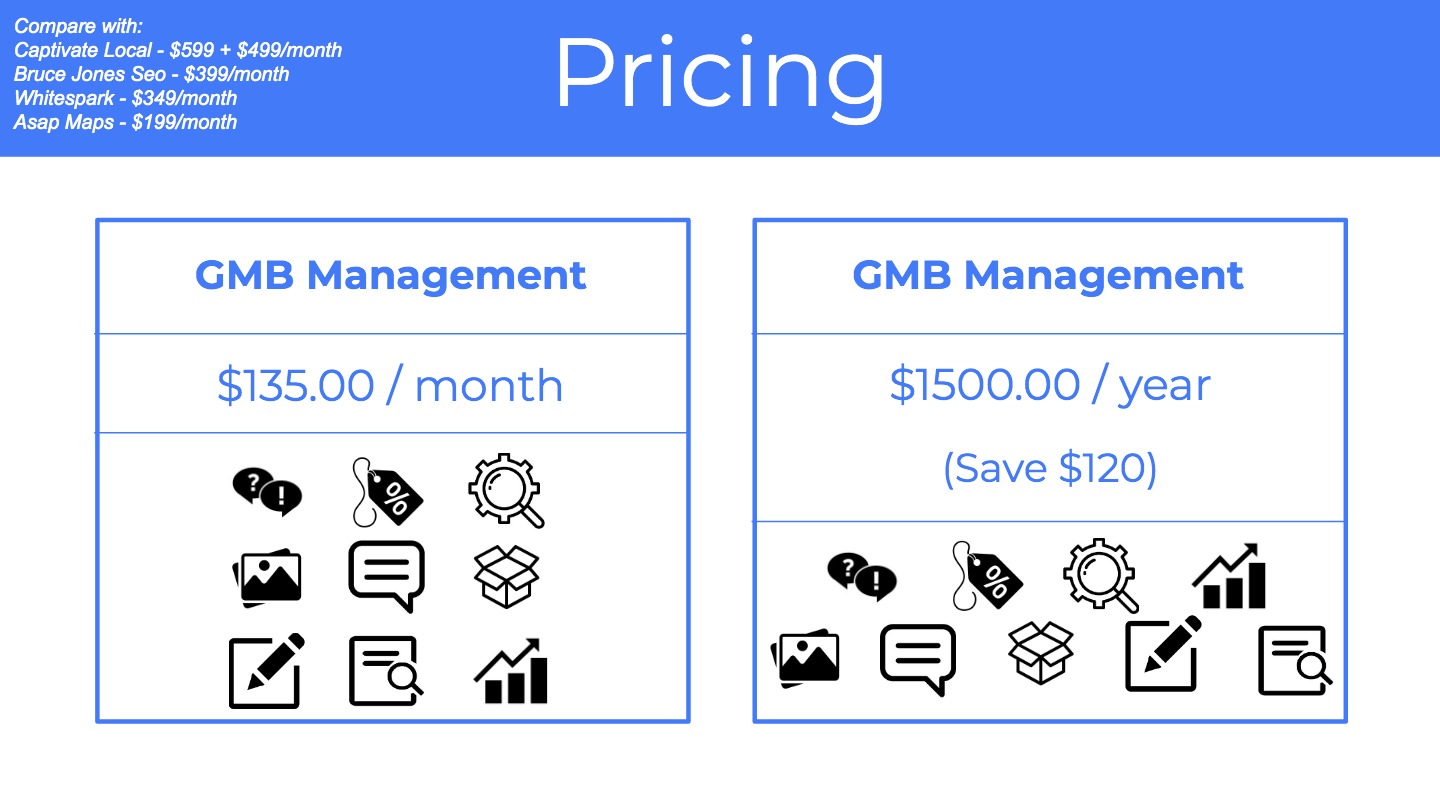 Compare with:
Captivate Local - $599 + $499/month
Bruce Jones Seo - $399/month
Whitespark - $349/month
Asap Maps - $199/month
Pricing
GMB Management
$135.00 / month
? !
%
GMB Management
$1500.00 / year
(Save $120)
? !
%